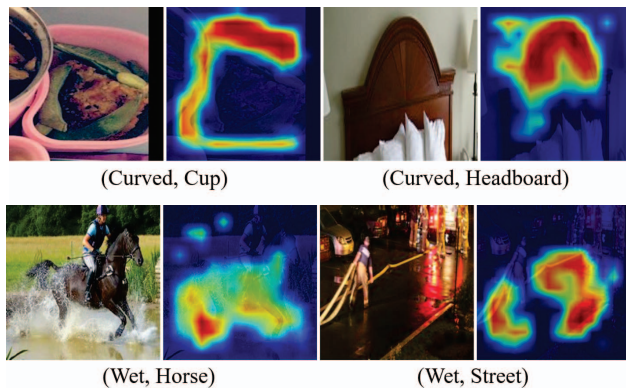 (Curved, Cup)
(Curved, Headboard)
(Wet, Horse)
(Wet, Street)